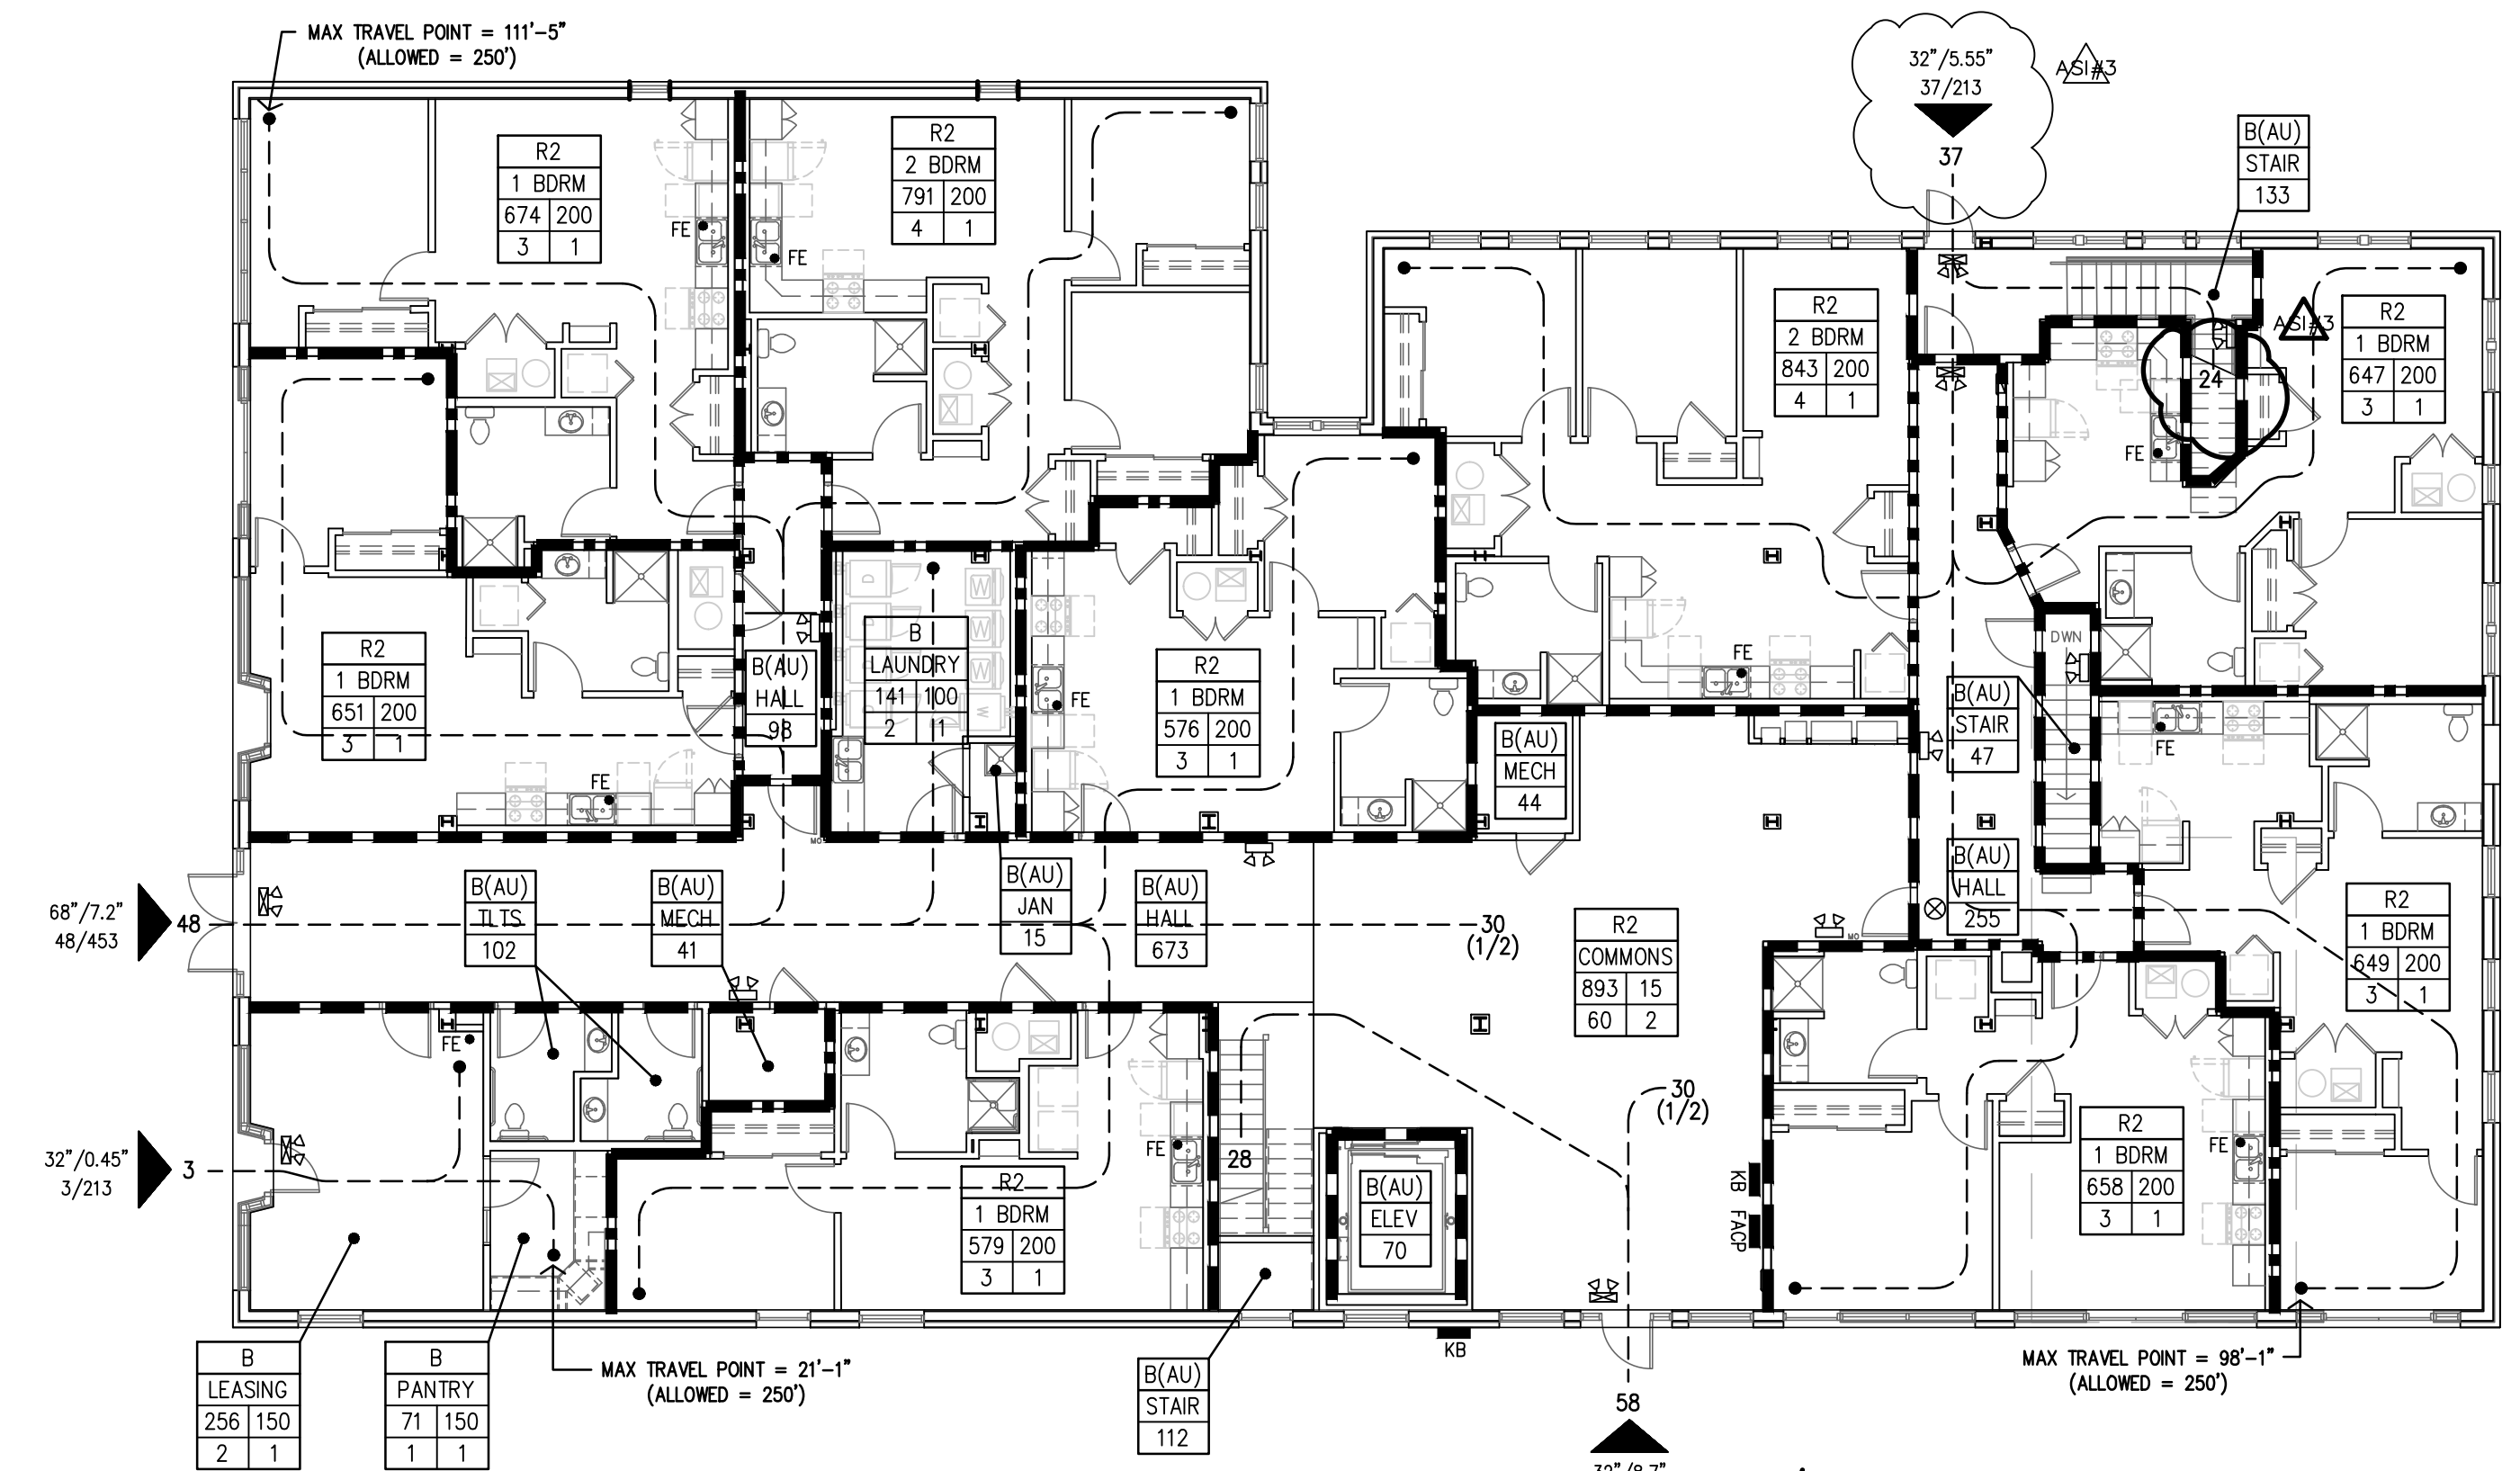 MAX TRAVEL POINT = 111'-5"
(ALLOWED = 250')
32"/5.55"
37/213
ASI#3
37
B(AU)
STAIR
133
R2
1 BDRM
674 200
3 1
FE
R2
2 BDRM
791 200
4 1
FE
R2
2 BDRM
843 200
4 1
FE
ASI#3
R2
1 BDRM
647 200
3 1
24
FE
R2
1 BDRM
651 200
3 1
FE
B(AU)
HALL
98
B
LAUNDRY
141 100
2 1
D
W
W
W
W
R2
1 BDRM
576 200
3 1
FE
B(AU)
MECH
44
DWN
B(AU)
STAIR
47
FE
B(AU)
HALL
255
MO
MO
68"/7.2"
48/453
48
B(AU)
TLTS
102
B(AU)
MECH
41
B(AU)
JAN
15
B(AU)
HALL
673
30
(1/2)
R2
COMMONS
893 15
60 2
R2
1 BDRM
649 200
3 1
FE
32"/0.45"
3/213
3
28
FE
R2
1 BDRM
579 200
3 1
30
(1/2)
B(AU)
ELEV
70
KB
FACP
R2
1 BDRM
658 200
3 1
FE
B
LEASING
256 150
2 1
B
PANTRY
71 150
1 1
MAX TRAVEL POINT = 21'-1"
(ALLOWED = 250')
B(AU)
STAIR
112
KB
58
MAX TRAVEL POINT = 98'-1"
(ALLOWED = 250')
32"/8.7"